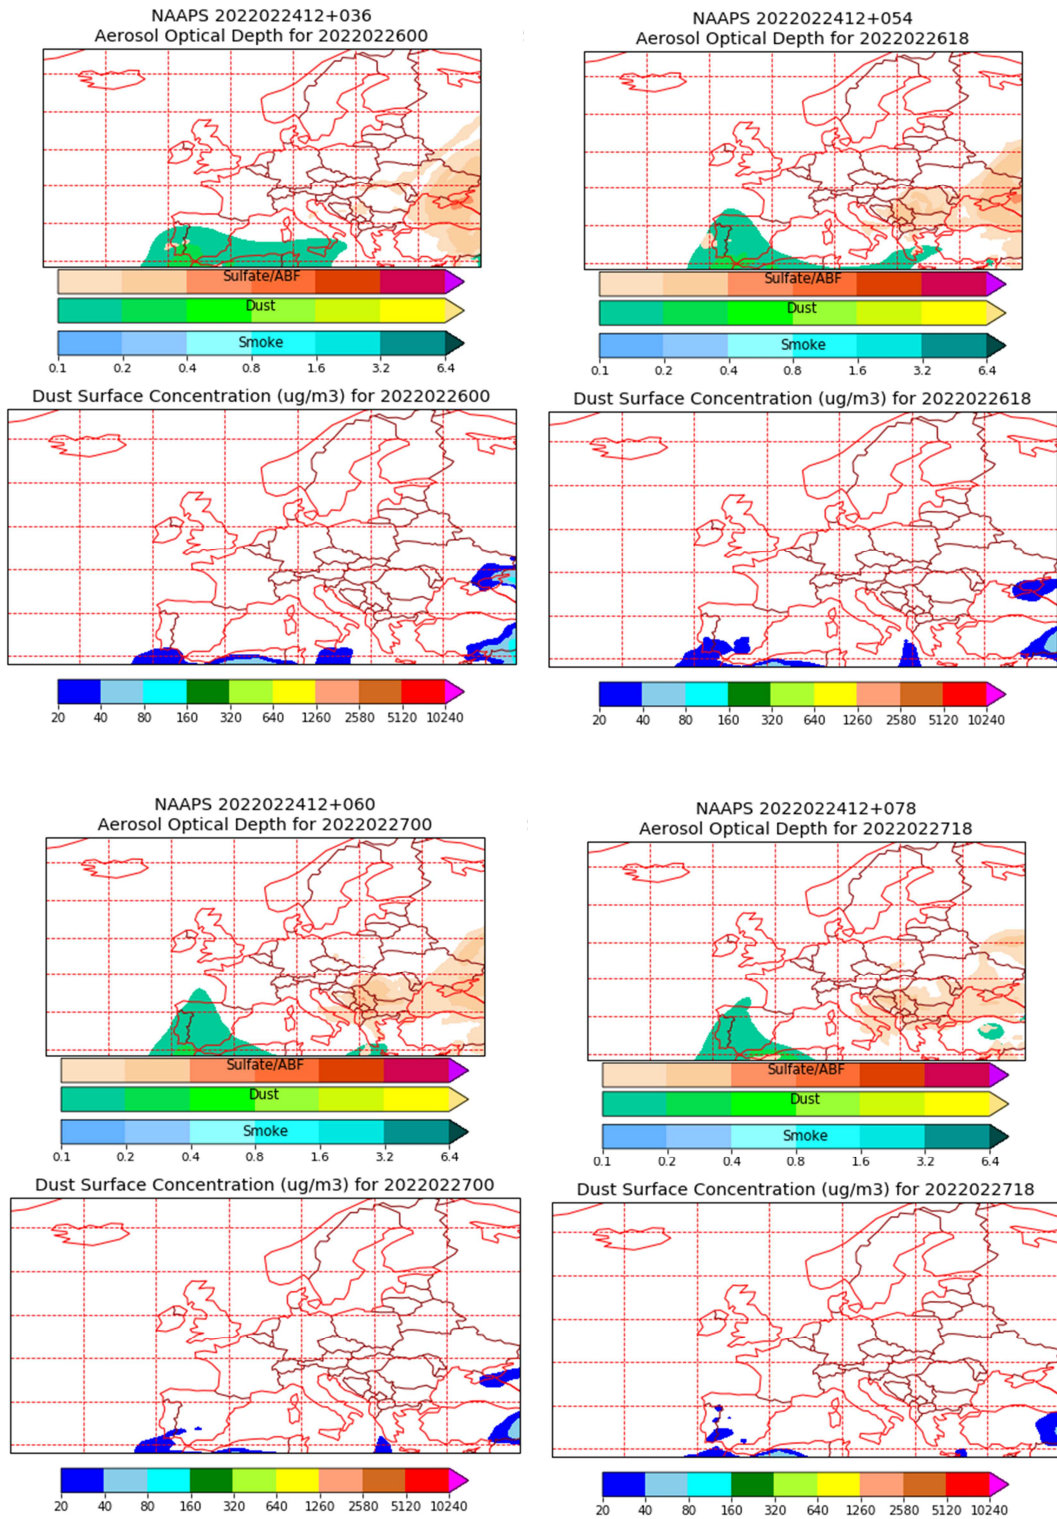 NAAPS 2022022412+036
Aerosol Optical Depth for 2022022600
Sulfate/ABF
Dust
Smoke
0.1 0.2 0.4 0.8 1.6 3.2 6.4
Dust Surface Concentration (ug/m3) for 2022022600
20 40 80 160 320 640 1260 2580 5120 10240
NAAPS 2022022412+054
Aerosol Optical Depth for 2022022618
Sulfate/ABF
Dust
Smoke
0.1 0.2 0.4 0.8 1.6 3.2 6.4
Dust Surface Concentration (ug/m3) for 2022022618
20 40 80 160 320 640 1260 2580 5120 10240
NAAPS 2022022412+060
Aerosol Optical Depth for 2022022700
Sulfate/ABF
Dust
Smoke
0.1 0.2 0.4 0.8 1.6 3.2 6.4
Dust Surface Concentration (ug/m3) for 2022022700
20 40 80 160 320 640 1260 2580 5120 10240
NAAPS 2022022412+078
Aerosol Optical Depth for 2022022718
Sulfate/ABF
Dust
Smoke
0.1 0.2 0.4 0.8 1.6 3.2 6.4
Dust Surface Concentration (ug/m3) for 2022022718
20 40 80 160 320 640 1260 2580 5120 10240